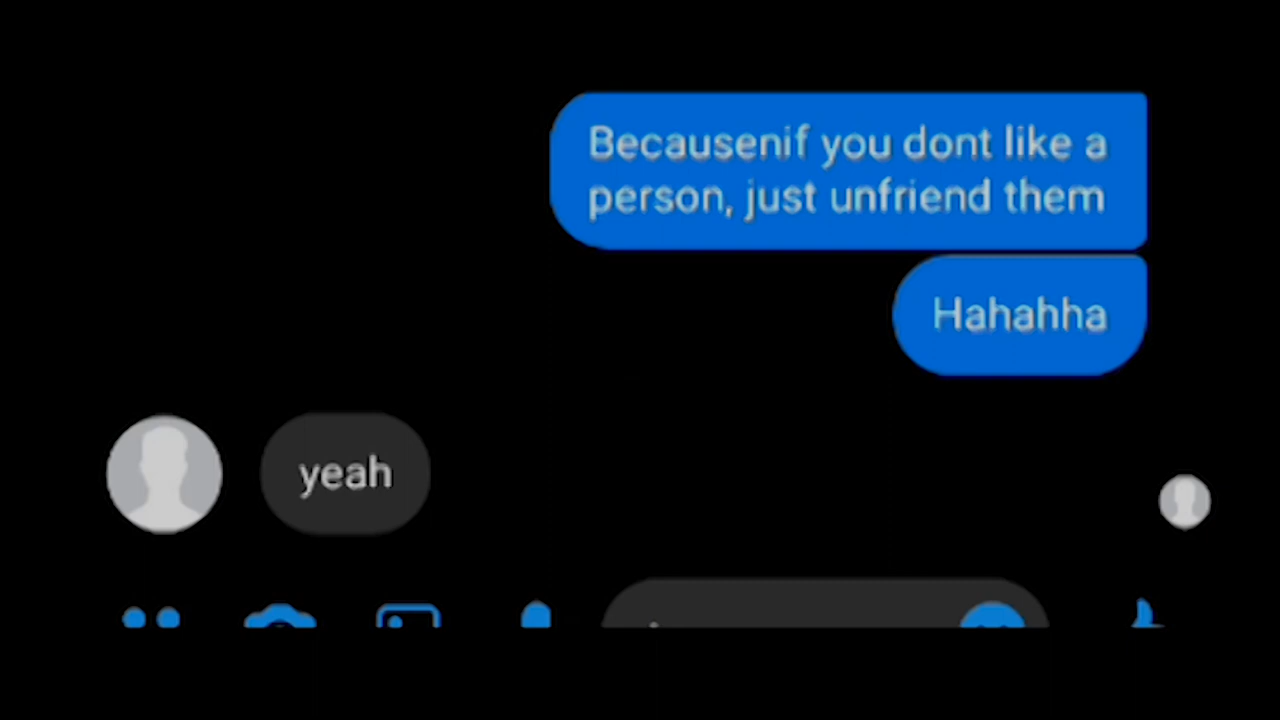 Becausenif you dont like a
person, just unfriend them
Hahahha
yeah